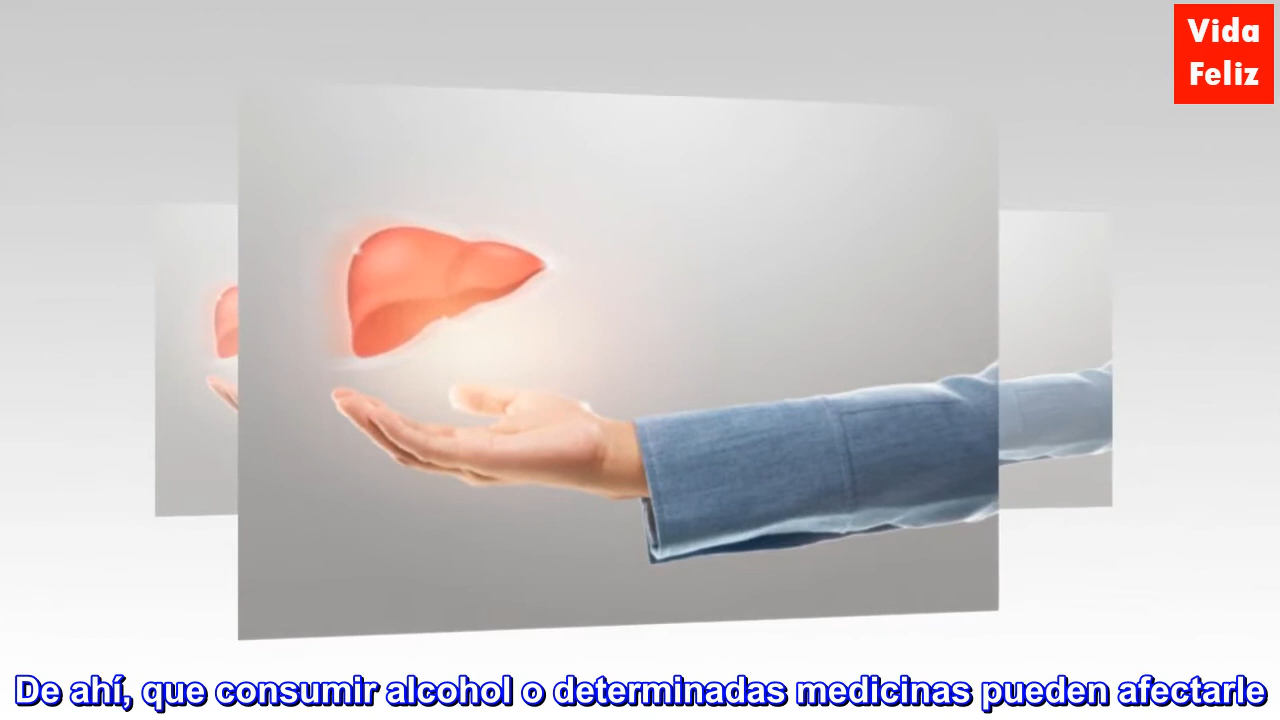 Vida
Feliz
De ahí, que consumir alcohol o determinadas medicinas pueden afectarle